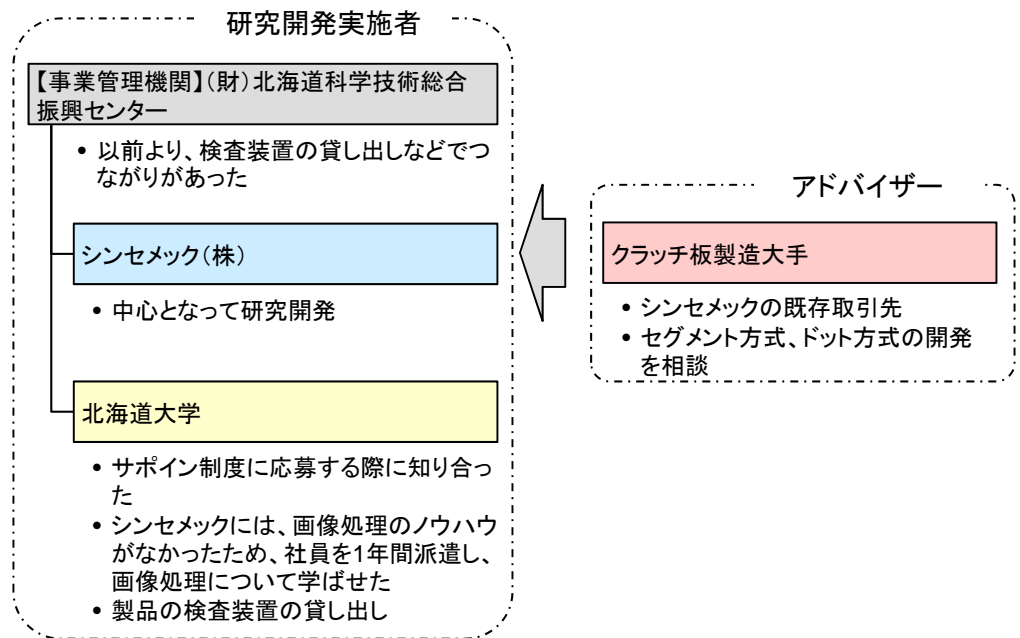 研究開発実施者
【事業管理機関】(財)北海道科学技術総合
振興センター
• 以前より、検査装置の貸し出しなどでつ
ながりがあった
シンセメック(株)
• 中心となって研究開発
北海道大学
• サポイン制度に応募する際に知り合っ
た
• シンセメックには、画像処理のノウハウ
がなかったため、社員を1年間派遣し、
画像処理について学ばせた
• 製品の検査装置の貸し出し
アドバイザー
クラッチ板製造大手
• シンセメックの既存取引先
• セグメント方式、ドット方式の開発
を相談